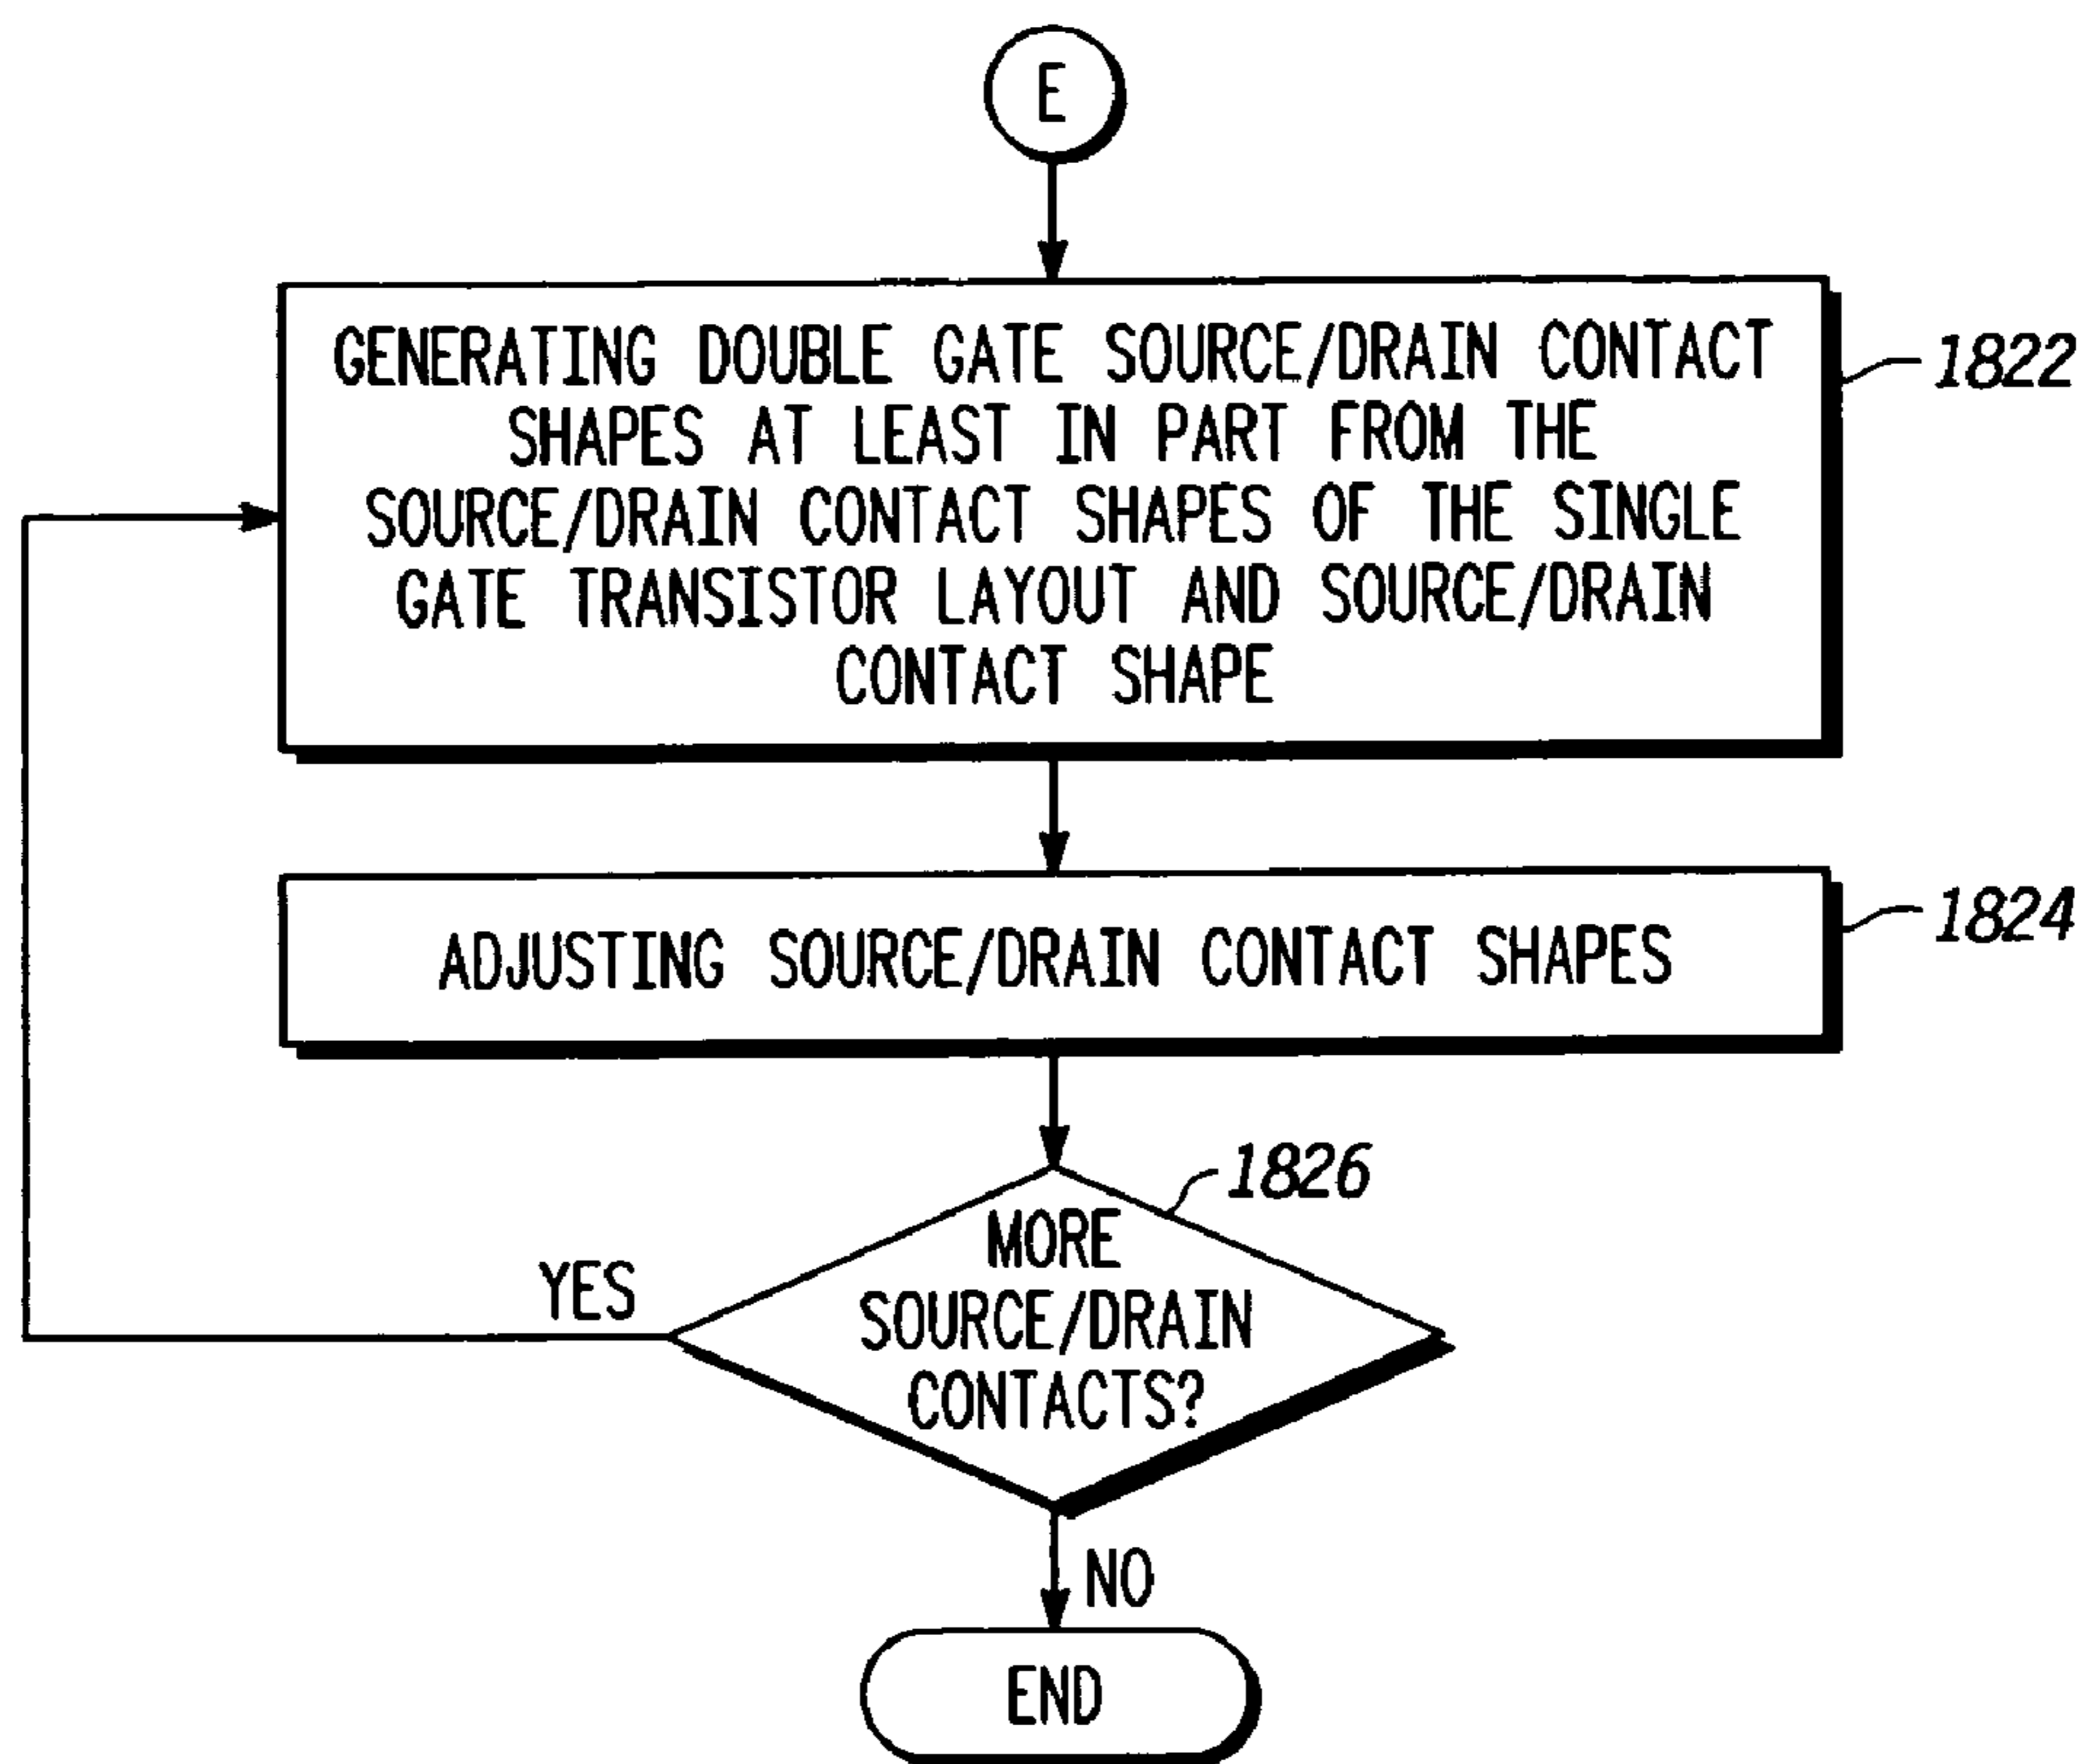 E
GENERATING DOUBLE GATE SOURCE/DRAIN CONTACT
SHAPES AT LEAST IN PART FROM THE
SOURCE/DRAIN CONTACT SHAPES OF THE SINGLE
GATE TRANSISTOR LAYOUT AND SOURCE/DRAIN
CONTACT SHAPE
1822
ADJUSTING SOURCE/DRAIN CONTACT SHAPES
1824
1826
MORE
SOURCE/DRAIN
CONTACTS?
YES
NO
END